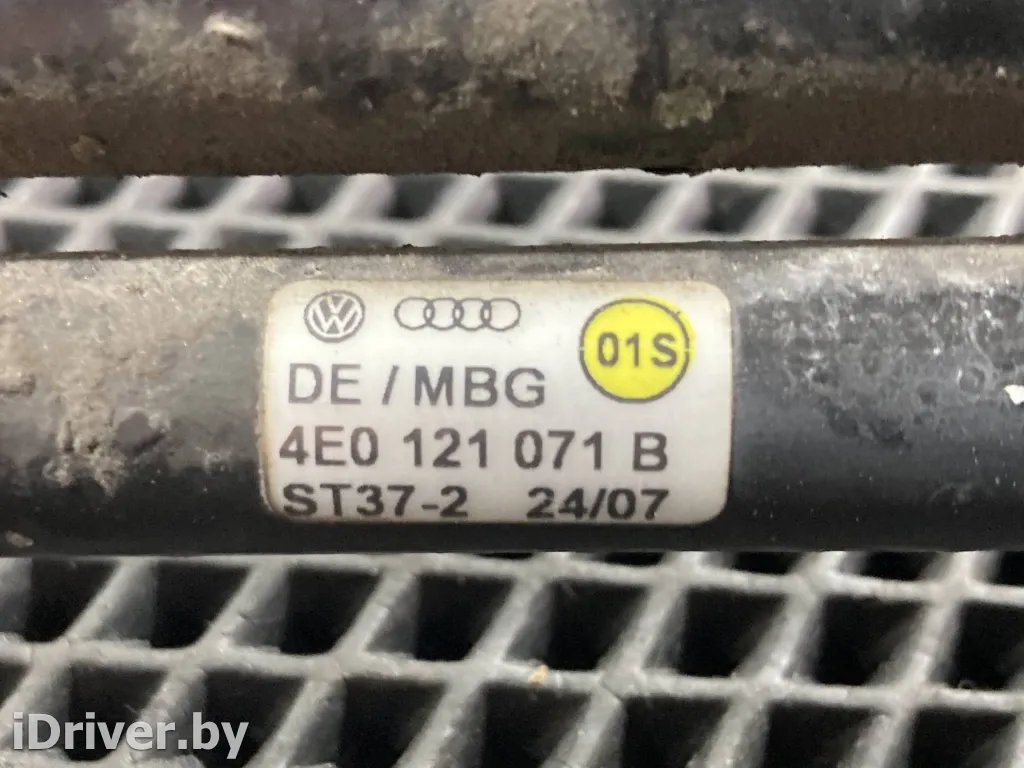 01S
DE / MBG
4E0 121 071 B
ST37-2 24/07
iDriver.by